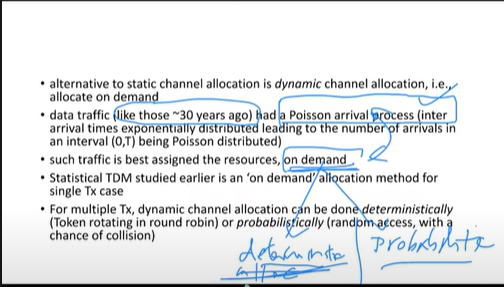 • alternative to static channel allocation is dynamic channel allocation, i.e.,
allocate on demand
• data traffic (like those ~30 years ago) had a Poisson arrival process (inter
arrival times exponentially distributed leading to the number of arrivals in
an interval (0,T) being Poisson distributed)
• such traffic is best assigned the resources, on demand
• Statistical TDM studied earlier is an 'on demand' allocation method for
single Tx case
• For multiple Tx, dynamic channel allocation can be done deterministically
(Token rotating in round robin) or probabilistically (random access, with a
chance of collision)